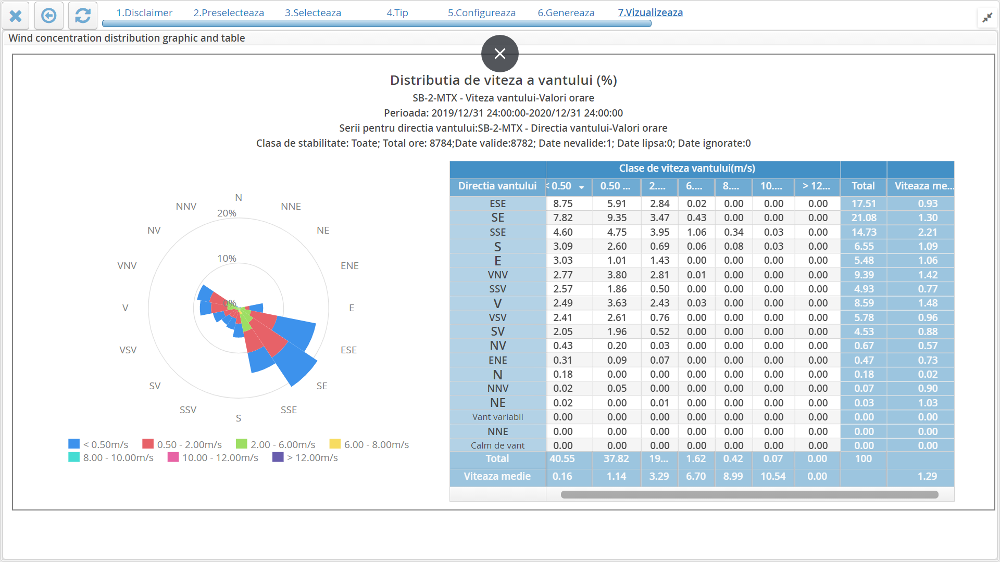 1.Disclaimer 2.Preselecteaza 3.Selecteaza 4.Tip 5.Configureaza 6.Genereaza 7.Vizualizeaza
Wind concentration distribution graphic and table
Distributia de viteza a vantului (%)
SB-2-MTX - Viteza vantului-Valori orare
Perioada: 2019/12/31 24:00:00-2020/12/31 24:00:00
Serii pentru directia vantului:SB-2-MTX - Directia vantului-Valori orare
Clasa de stabilitate: Toate; Total ore: 8784;Date valide:8782; Date nevalide:1; Date lipsa:0; Date ignorate:0
N
NNV NNE
20%
NV NE
10%
VNV ENE
0%
V E
VSV ESE
SV SE
SSV SSE
S
< 0.50m/s 0.50 - 2.00m/s 2.00 - 6.00m/s 6.00 - 8.00m/s
8.00 - 10.00m/s 10.00 - 12.00m/s > 12.00m/s
Clase de viteza vantului(m/s)
Directia vantului < 0.50 0.50 ... 2.... 6.... 8.... 10.... > 12... Total Viteaza me...
ESE 8.75 5.91 2.84 0.02 0.00 0.00 0.00 17.51 0.93
SE 7.82 9.35 3.47 0.43 0.00 0.00 0.00 21.08 1.30
SSE 4.60 4.75 3.95 1.06 0.34 0.03 0.00 14.73 2.21
S 3.09 2.60 0.69 0.06 0.08 0.03 0.00 6.55 1.09
E 3.03 1.01 1.43 0.00 0.00 0.00 0.00 5.48 1.06
VNV 2.77 3.80 2.81 0.01 0.00 0.00 0.00 9.39 1.42
SSV 2.57 1.86 0.50 0.00 0.00 0.00 0.00 4.93 0.77
V 2.49 3.63 2.43 0.03 0.00 0.00 0.00 8.59 1.48
VSV 2.41 2.61 0.76 0.00 0.00 0.00 0.00 5.78 0.96
SV 2.05 1.96 0.52 0.00 0.00 0.00 0.00 4.53 0.88
NV 0.43 0.20 0.03 0.00 0.00 0.00 0.00 0.67 0.57
ENE 0.31 0.09 0.07 0.00 0.00 0.00 0.00 0.47 0.73
N 0.18 0.00 0.00 0.00 0.00 0.00 0.00 0.18 0.02
NNV 0.02 0.05 0.00 0.00 0.00 0.00 0.00 0.07 0.90
NE 0.02 0.00 0.01 0.00 0.00 0.00 0.00 0.03 1.03
Vant variabil 0.00 0.00 0.00 0.00 0.00 0.00 0.00 0.00 0.00
NNE 0.00 0.00 0.00 0.00 0.00 0.00 0.00 0.00 0.00
Calm de vant 0.00 0.00 0.00 0.00 0.00 0.00 0.00 0.00 0.00
Total 40.55 37.82 19... 1.62 0.42 0.07 0.00 100
Viteaza medie 0.16 1.14 3.29 6.70 8.99 10.54 0.00 1.29